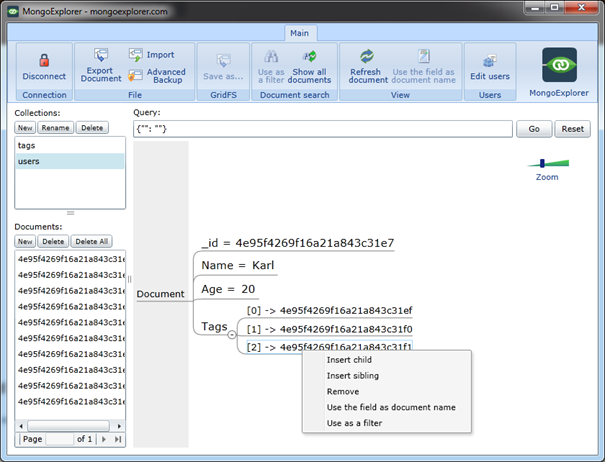 MongoExplorer - mongoexplorer.com
Main
Disconnect
Connection
Export Document
Import
Advanced Backup
File
Save as...
GridFS
Use as a filter
Show all documents
Document search
Refresh document
Use the field as document name
View
Edit users
Users
MongoExplorer
Collections:
New Rename Delete
tags
users
Documents:
New Delete Delete All
4e95f4269f16a21a843c31e
4e95f4269f16a21a843c31e
4e95f4269f16a21a843c31e
4e95f4269f16a21a843c31e
4e95f4269f16a21a843c31e
4e95f4269f16a21a843c31e
4e95f4269f16a21a843c31e
4e95f4269f16a21a843c31e
4e95f4269f16a21a843c31e
4e95f4269f16a21a843c31e
Page of 1
Query:
{"": ""}
Go Reset
Zoom
Document
_id = 4e95f4269f16a21a843c31e7
Name = Karl
Age = 20
Tags
[0] -> 4e95f4269f16a21a843c31ef
[1] -> 4e95f4269f16a21a843c31f0
[2] -> 4e95f4269f16a21a843c31f1
Insert child
Insert sibling
Remove
Use the field as document name
Use as a filter